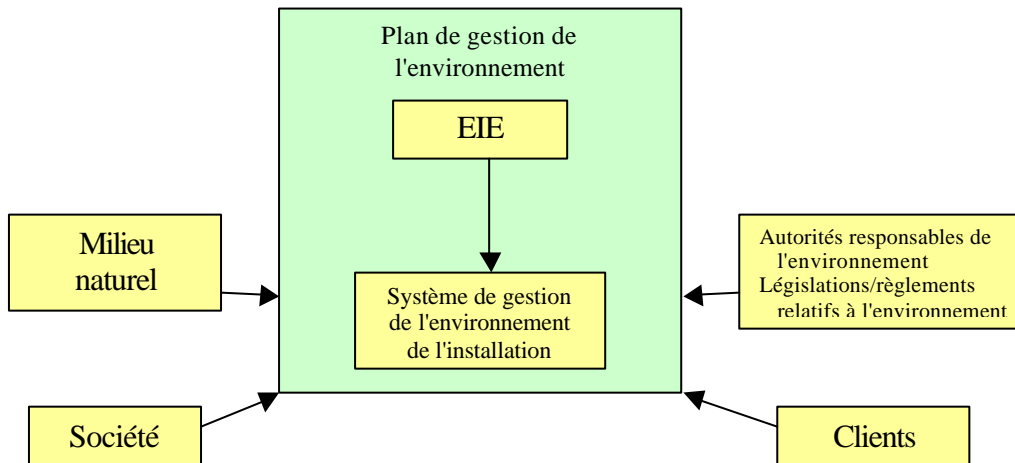 Plan de gestion de
l'environnement
EIE
Milieu
naturel
Autorités responsables de
l'environnement
Législations/règlements
relatifs à l'environnement
Système de gestion
de l'environnement
de l'installation
Société
Clients